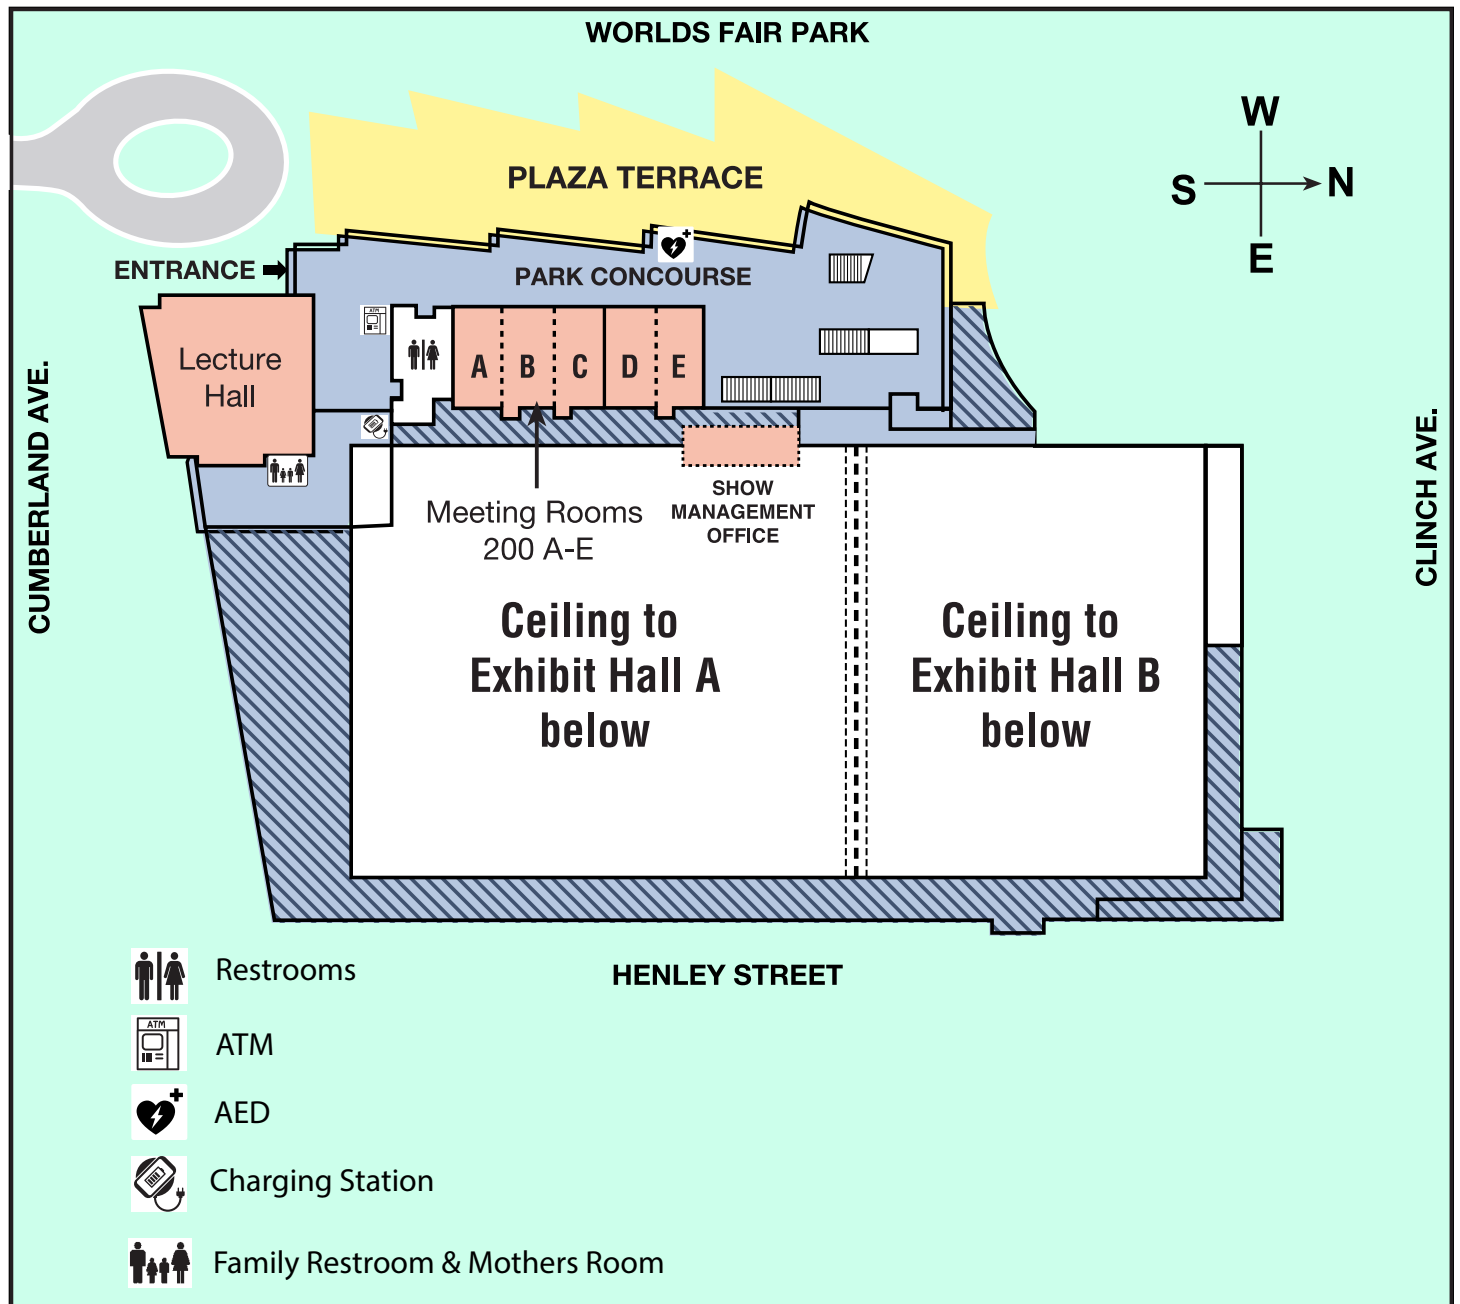 WORLDS FAIR PARK
W
S
N
E
PLAZA TERRACE
ENTRANCE
PARK CONCOURSE
ATM
Lecture
Hall
A
B
C
D
E
CUMBERLAND AVE.
CLINCH AVE.
Meeting Rooms
200 A-E
SHOW
MANAGEMENT
OFFICE
Ceiling to
Exhibit Hall A
below
Ceiling to
Exhibit Hall B
below
HENLEY STREET
Restrooms
ATM
ATM
AED
Charging Station
Family Restroom & Mothers Room